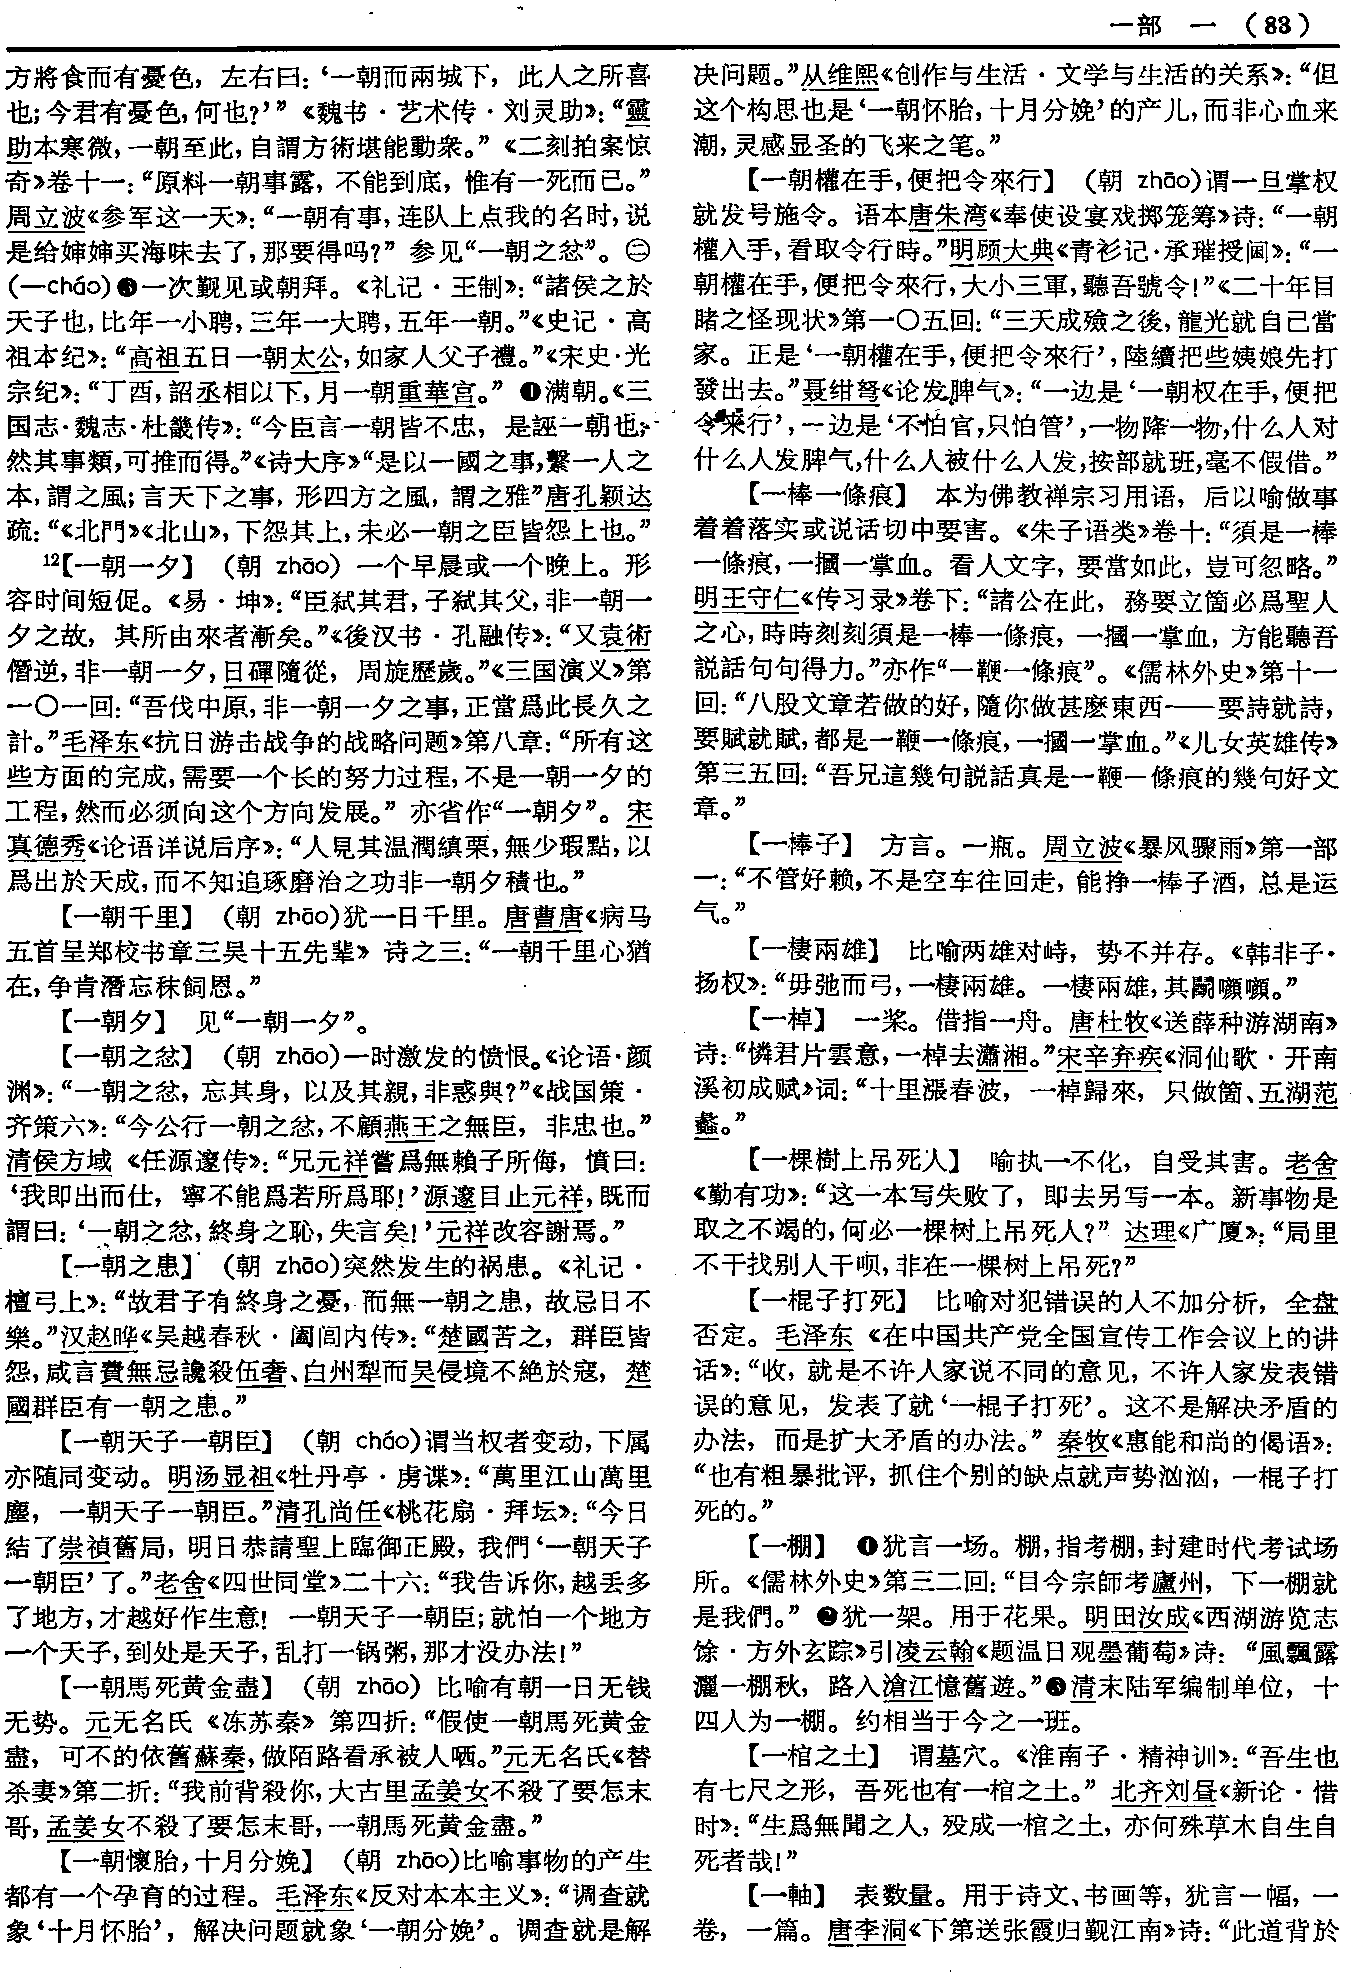 一部 一 （83）
方將食而有憂色，左右曰：‘一朝而兩城下，此人之所喜
也；今君有憂色，何也？’”《魏书·艺术传·刘灵助》：“靈
助本寒微，一朝至此，自謂方術堪能動衆。”《二刻拍案惊
奇》卷十一：“原料一朝事露，不能到底，惟有一死而已。”
周立波《参军这一天》：“一朝有事，连队上点我的名时，说
是给婶婶买海味去了，那要得吗？”参见“一朝之忿”。㊁
（一cháo）❸一次觐见或朝拜。《礼记·王制》：“諸侯之於
天子也，比年一小聘，三年一大聘，五年一朝。”《史记·高
祖本纪》：“高祖五日一朝太公，如家人父子禮。”《宋史·光
宗纪》：“丁酉，詔丞相以下，月一朝重華宫。”❶满朝。《三
国志·魏志·杜畿传》：“今臣言一朝皆不忠，是誣一朝也，
然其事類，可推而得。”《诗大序》“是以一國之事，繫一人之
本，謂之風；言天下之事，形四方之風，謂之雅”唐孔颖达
疏：“《北門》《北山》，下怨其上，未必一朝之臣皆怨上也。”
12【一朝一夕】（朝 zhāo）一个早晨或一个晚上。形
容时间短促。《易·坤》：“臣弑其君，子弑其父，非一朝一
夕之故，其所由來者漸矣。”《後汉书·孔融传》：“又袁術
僭逆，非一朝一夕，日磾隨從，周旋歷歲。”《三国演义》第
一〇一回：“吾伐中原，非一朝一夕之事，正當爲此長久之
計。”毛泽东《抗日游击战争的战略问题》第八章：“所有这
些方面的完成，需要一个长的努力过程，不是一朝一夕的
工程，然而必须向这个方向发展。”亦省作“一朝夕”。宋
真德秀《论语详说后序》：“人見其温潤縝栗，無少瑕點，以
爲出於天成，而不知追琢磨治之功非一朝夕積也。”
【一朝千里】（朝 zhāo）犹一日千里。唐曹唐《病马
五首呈郑校书章三吴十五先辈》诗之三：“一朝千里心猶
在，争肯潛忘秣飼恩。”
【一朝夕】 见“一朝一夕”。
【一朝之忿】（朝 zhāo）一时激发的愤恨。《论语·颜
渊》：“一朝之忿，忘其身，以及其親，非惑與？”《战国策·
齐策六》：“今公行一朝之忿，不顧燕王之無臣，非忠也。”
清侯方域《任源邃传》：“兄元祥嘗爲無賴子所侮，憤曰：
‘我即出而仕，寧不能爲若所爲耶！’源邃目止元祥，既而
謂曰：‘一朝之忿，終身之恥，失言矣！’元祥改容謝焉。”
【一朝之患】（朝 zhāo）突然发生的祸患。《礼记·
檀弓上》：“故君子有終身之憂，而無一朝之患，故忌日不
樂。”汉赵晔《吴越春秋·阖闾内传》：“楚國苦之，群臣皆
怨，咸言費無忌讒殺伍奢、白州犁而吴侵境不絶於寇，楚
國群臣有一朝之患。”
【一朝天子一朝臣】（朝 cháo）谓当权者变动，下属
亦随同变动。明汤显祖《牡丹亭·虏谍》：“萬里江山萬里
塵，一朝天子一朝臣。”清孔尚任《桃花扇·拜坛》：“今日
結了崇禎舊局，明日恭請聖上臨御正殿，我們‘一朝天子
一朝臣’了。”老舍《四世同堂》二十六：“我告诉你，越丢多
了地方，才越好作生意！一朝天子一朝臣；就怕一个地方
一个天子，到处是天子，乱打一锅粥，那才没办法！”
【一朝馬死黄金盡】（朝 zhāo）比喻有朝一日无钱
无势。元无名氏《冻苏秦》第四折：“假使一朝馬死黄金
盡，可不的依舊蘇秦，做陌路看承被人哂。”元无名氏《替
杀妻》第二折：“我前背殺你，大古里孟姜女不殺了要怎末
哥，孟姜女不殺了要怎末哥，一朝馬死黄金盡。”
【一朝懷胎，十月分娩】（朝 zhāo）比喻事物的产生
都有一个孕育的过程。毛泽东《反对本本主义》：“调查就
象‘十月怀胎’，解决问题就象‘一朝分娩’。调查就是解
决问题。”从维熙《创作与生活·文学与生活的关系》：“但
这个构思也是‘一朝怀胎，十月分娩’的产儿，而非心血来
潮，灵感显圣的飞来之笔。”
【一朝權在手，便把令來行】（朝 zhāo）谓一旦掌权
就发号施令。语本唐朱湾《奉使设宴戏掷笼筹》诗：“一朝
權入手，看取令行時。”明顾大典《青衫记·承璀授阃》：“一
朝權在手，便把令來行，大小三軍，聽吾號令！”《二十年目
睹之怪现状》第一〇五回：“三天成殮之後，龍光就自己當
家。正是‘一朝權在手，便把令來行’，陸續把些姨娘先打
發出去。”聂绀弩《论发脾气》：“一边是‘一朝权在手，便把
令来行’，一边是‘不怕官，只怕管’，一物降一物，什么人对
什么人发脾气，什么人被什么人发，按部就班，毫不假借。”
【一棒一條痕】 本为佛教禅宗习用语，后以喻做事
着着落实或说话切中要害。《朱子语类》卷十：“須是一棒
一條痕，一摑一掌血。看人文字，要當如此，豈可忽略。”
明王守仁《传习录》卷下：“諸公在此，務要立箇必爲聖人
之心，時時刻刻須是一棒一條痕，一摑一掌血，方能聽吾
説話句句得力。”亦作“一鞭一條痕”。《儒林外史》第十一
回：“八股文章若做的好，隨你做甚麽東西——要詩就詩，
要賦就賦，都是一鞭一條痕，一摑一掌血。”《儿女英雄传》
第三五回：“吾兄這幾句説話真是一鞭一條痕的幾句好文
章。”
【一棒子】 方言。一瓶。周立波《暴风骤雨》第一部
一：“不管好赖，不是空车往回走，能挣一棒子酒，总是运
气。”
【一棲兩雄】 比喻两雄对峙，势不并存。《韩非子·
扬权》：“毋弛而弓，一棲兩雄。一棲兩雄，其鬭㘖㘖。”
【一棹】 一桨。借指一舟。唐杜牧《送薛种游湖南》
诗：“憐君片雲意，一棹去瀟湘。”宋辛弃疾《洞仙歌·开南
溪初成赋》词：“十里漲春波，一棹歸來，只做箇、五湖范
蠡。”
【一棵樹上吊死人】 喻执一不化，自受其害。老舍
《勤有功》：“这一本写失败了，即去另写一本。新事物是
取之不竭的，何必一棵树上吊死人？”达理《广厦》：“局里
不干找别人干呗，非在一棵树上吊死？”
【一棍子打死】 比喻对犯错误的人不加分析，全盘
否定。毛泽东《在中国共产党全国宣传工作会议上的讲
话》：“收，就是不许人家说不同的意见，不许人家发表错
误的意见，发表了就‘一棍子打死’。这不是解决矛盾的
办法，而是扩大矛盾的办法。”秦牧《惠能和尚的偈语》：
“也有粗暴批评，抓住个别的缺点就声势汹汹，一棍子打
死的。”
【一棚】 ❶犹言一场。棚，指考棚，封建时代考试场
所。《儒林外史》第三二回：“目今宗師考廬州，下一棚就
是我們。”❷犹一架。用于花果。明田汝成《西湖游览志
馀·方外玄踪》引凌云翰《题温日观墨葡萄》诗：“風飄露
灑一棚秋，路入滄江憶舊遊。”❸清末陆军编制单位，十
四人为一棚。约相当于今之一班。
【一棺之土】 谓墓穴。《淮南子·精神训》：“吾生也
有七尺之形，吾死也有一棺之土。”北齐刘昼《新论·惜
时》：“生爲無聞之人，殁成一棺之土，亦何殊草木自生自
死者哉！”
【一軸】 表数量。用于诗文、书画等，犹言一幅，一
卷，一篇。唐李洞《下第送张霞归觐江南》诗：“此道背於